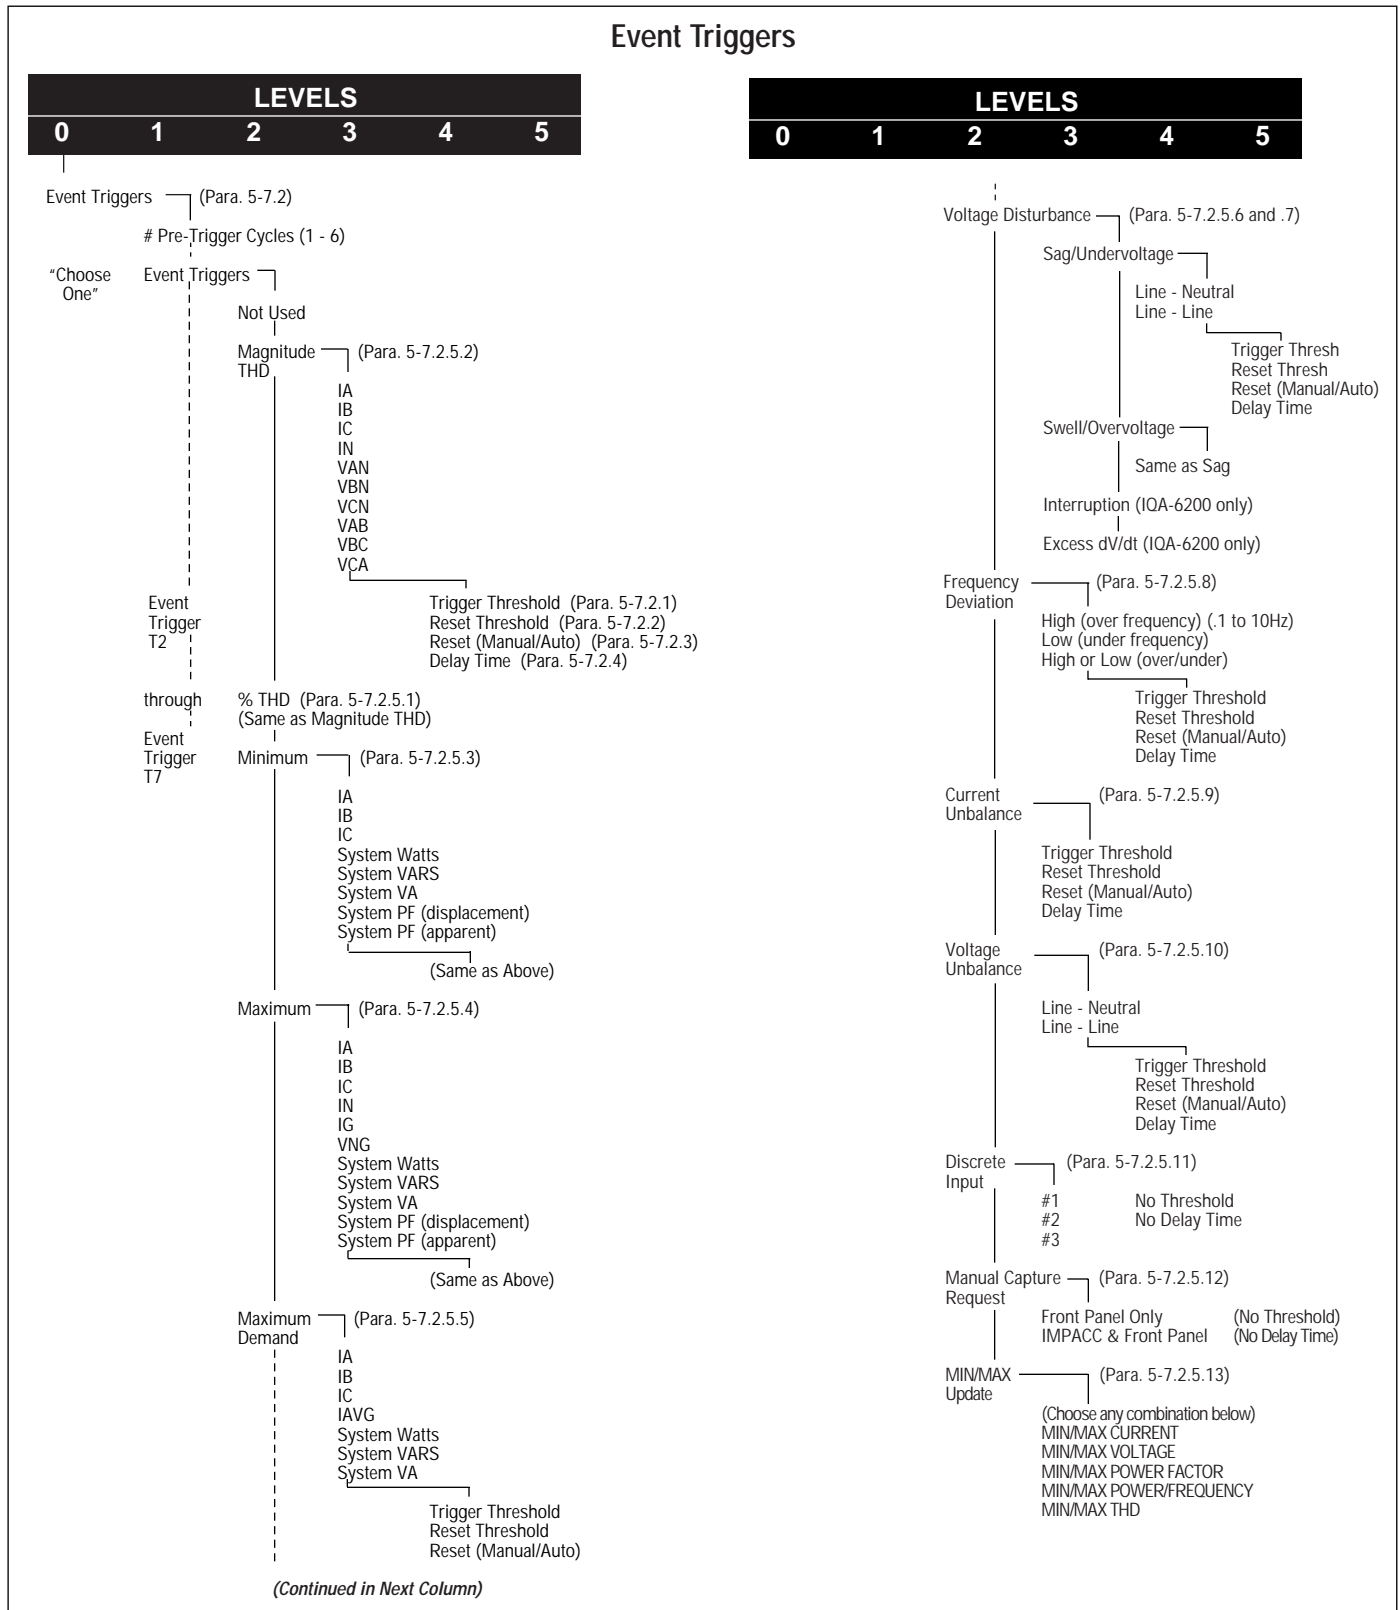 Event Triggers
LEVELS
0 1 2 3 4 5
Event Triggers (Para. 5-7.2)
# Pre-Trigger Cycles (1 - 6)
"Choose One"
Event Triggers
Not Used
Magnitude THD (Para. 5-7.2.5.2)
IA
IB
IC
IN
VAN
VBN
VCN
VAB
VBC
VCA
Trigger Threshold (Para. 5-7.2.1)
Reset Threshold (Para. 5-7.2.2)
Reset (Manual/Auto) (Para. 5-7.2.3)
Delay Time (Para. 5-7.2.4)
Event
Trigger
T2
through
Event
Trigger
T7
% THD (Para. 5-7.2.5.1)
(Same as Magnitude THD)
Minimum (Para. 5-7.2.5.3)
IA
IB
IC
System Watts
System VARS
System VA
System PF (displacement)
System PF (apparent)
(Same as Above)
Maximum (Para. 5-7.2.5.4)
IA
IB
IC
IN
IG
VNG
System Watts
System VARS
System VA
System PF (displacement)
System PF (apparent)
(Same as Above)
Maximum Demand (Para. 5-7.2.5.5)
IA
IB
IC
IAVG
System Watts
System VARS
System VA
Trigger Threshold
Reset Threshold
Reset (Manual/Auto)
(Continued in Next Column)
LEVELS
0 1 2 3 4 5
Voltage Disturbance (Para. 5-7.2.5.6 and .7)
Sag/Undervoltage
Line - Neutral
Line - Line
Trigger Thresh
Reset Thresh
Reset (Manual/Auto)
Delay Time
Swell/Overvoltage
Same as Sag
Interruption (IQA-6200 only)
Excess dV/dt (IQA-6200 only)
Frequency Deviation (Para. 5-7.2.5.8)
High (over frequency) (.1 to 10Hz)
Low (under frequency)
High or Low (over/under)
Trigger Threshold
Reset Threshold
Reset (Manual/Auto)
Delay Time
Current Unbalance (Para. 5-7.2.5.9)
Trigger Threshold
Reset Threshold
Reset (Manual/Auto)
Delay Time
Voltage Unbalance (Para. 5-7.2.5.10)
Line - Neutral
Line - Line
Trigger Threshold
Reset Threshold
Reset (Manual/Auto)
Delay Time
Discrete Input (Para. 5-7.2.5.11)
#1 No Threshold
#2 No Delay Time
#3
Manual Capture Request (Para. 5-7.2.5.12)
Front Panel Only (No Threshold)
IMPACC & Front Panel (No Delay Time)
MIN/MAX Update (Para. 5-7.2.5.13)
(Choose any combination below)
MIN/MAX CURRENT
MIN/MAX VOLTAGE
MIN/MAX POWER FACTOR
MIN/MAX POWER/FREQUENCY
MIN/MAX THD